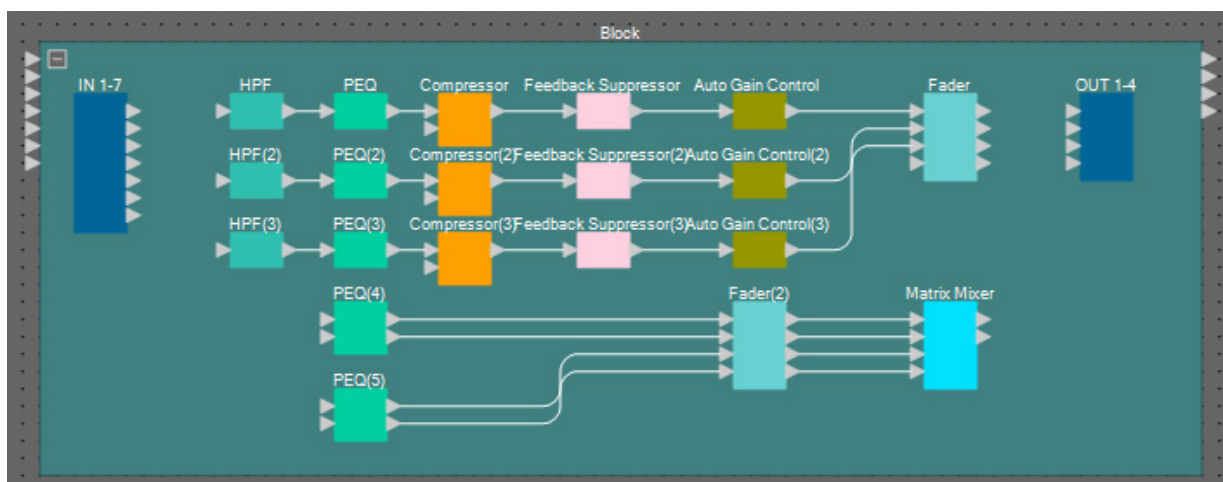 Block
IN 1-7 HPF PEQ Compressor Feedback Suppressor Auto Gain Control Fader OUT 1-4
HPF(2) PEQ(2) Compressor(2) Feedback Suppressor(2) Auto Gain Control(2)
HPF(3) PEQ(3) Compressor(3) Feedback Suppressor(3) Auto Gain Control(3)
PEQ(4) Fader(2) Matrix Mixer
PEQ(5)